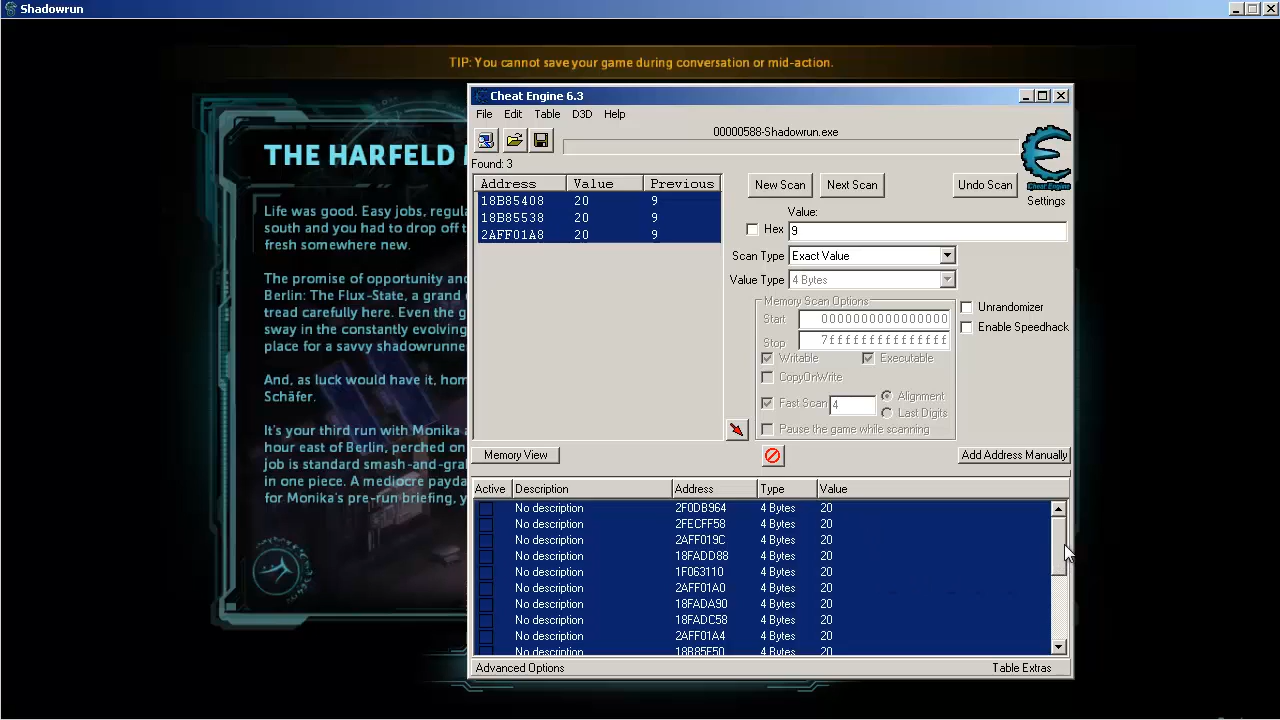 Shadowrun
TIP: You cannot save your game during conversation or mid-action.
THE HARFELD
Life was good. Easy jobs, regula
south and you had to drop off t
fresh somewhere new.
The promise of opportunity and
Berlin: The Flux-State, a grand
tread carefully here. Even the g
sway in the constantly evolving
place for a savvy shadowrunne
And, as luck would have it, hom
Schäfer.
It's your third run with Monika a
hour east of Berlin, perched on
job is standard smash-and-gra
in one piece. A mediocre payda
for Monika's pre-run briefing, y
Cheat Engine 6.3
File Edit Table D3D Help
00000588-Shadowrun.exe
Found: 3
Address Value Previous
18B85408 20 9
18B85538 20 9
2AFF01A8 20 9
New Scan Next Scan Undo Scan
Cheat Engine
Settings
Value:
Hex 9
Scan Type Exact Value
Value Type 4 Bytes
Memory Scan Options
Start 0000000000000000
Stop 7fffffffffffffff
Writable Executable
CopyOnWrite
Fast Scan 4 Alignment
Last Digits
Pause the game while scanning
Unrandomizer
Enable Speedhack
Memory View Add Address Manually
Active Description Address Type Value
No description 2F0DB964 4 Bytes 20
No description 2FECFF58 4 Bytes 20
No description 2AFF019C 4 Bytes 20
No description 18FADD88 4 Bytes 20
No description 1F063110 4 Bytes 20
No description 2AFF01A0 4 Bytes 20
No description 18FADA90 4 Bytes 20
No description 18FADC58 4 Bytes 20
No description 2AFF01A4 4 Bytes 20
No description 18B85E50 4 Bytes 20
Advanced Options Table Extras